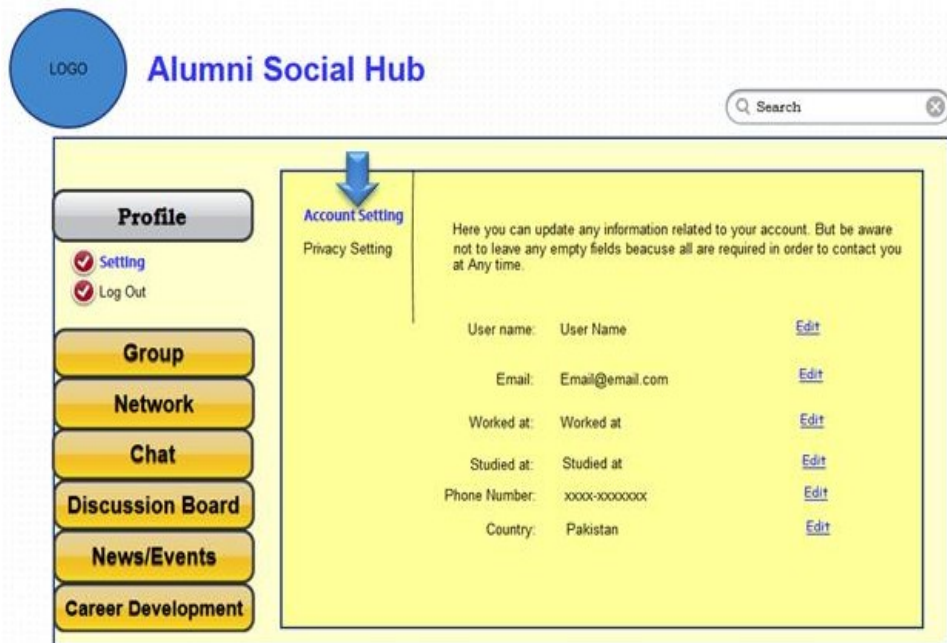 LOGO
Alumni Social Hub
Search
Profile
Setting
Log Out
Group
Network
Chat
Discussion Board
News/Events
Career Development
Account Setting
Privacy Setting
Here you can update any information related to your account. But be aware
not to leave any empty fields beacuse all are required in order to contact you
at Any time.
User name: User Name Edit
Email: Email@email.com Edit
Worked at: Worked at Edit
Studied at: Studied at Edit
Phone Number: xxxx-xxxxxxx Edit
Country: Pakistan Edit